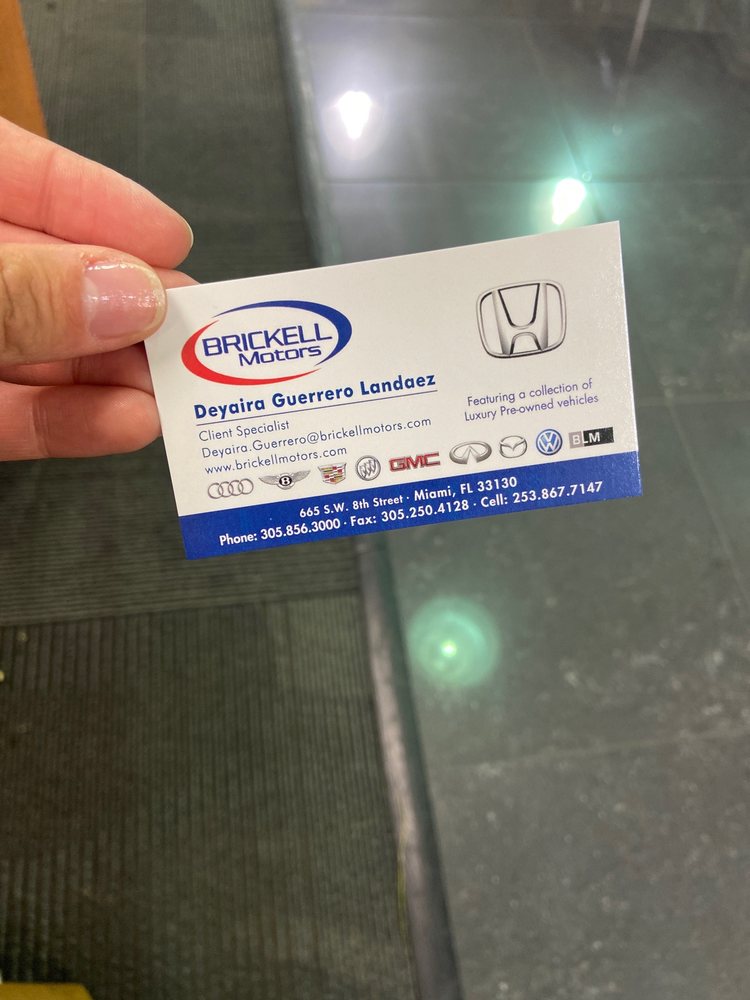 BRICKELL
Motors
Deyaira Guerrero Landaez
Client Specialist
Deyaira.Guerrero@brickellmotors.com
www.brickellmotors.com
Featuring a collection of
Luxury Pre-owned vehicles
B GMC BLM
665 S.W. 8th Street · Miami, FL 33130
Phone: 305.856.3000 · Fax: 305.250.4128 · Cell: 253.867.7147